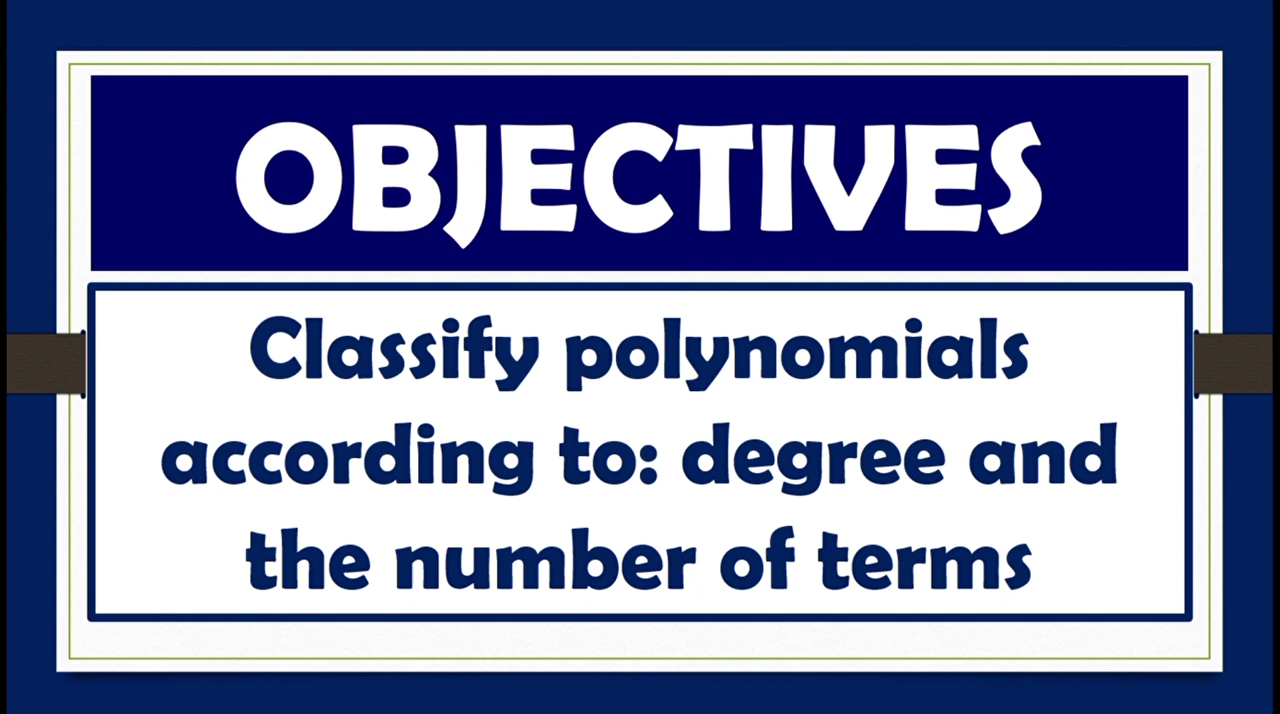 OBJECTIVES
Classify polynomials
according to: degree and
the number of terms